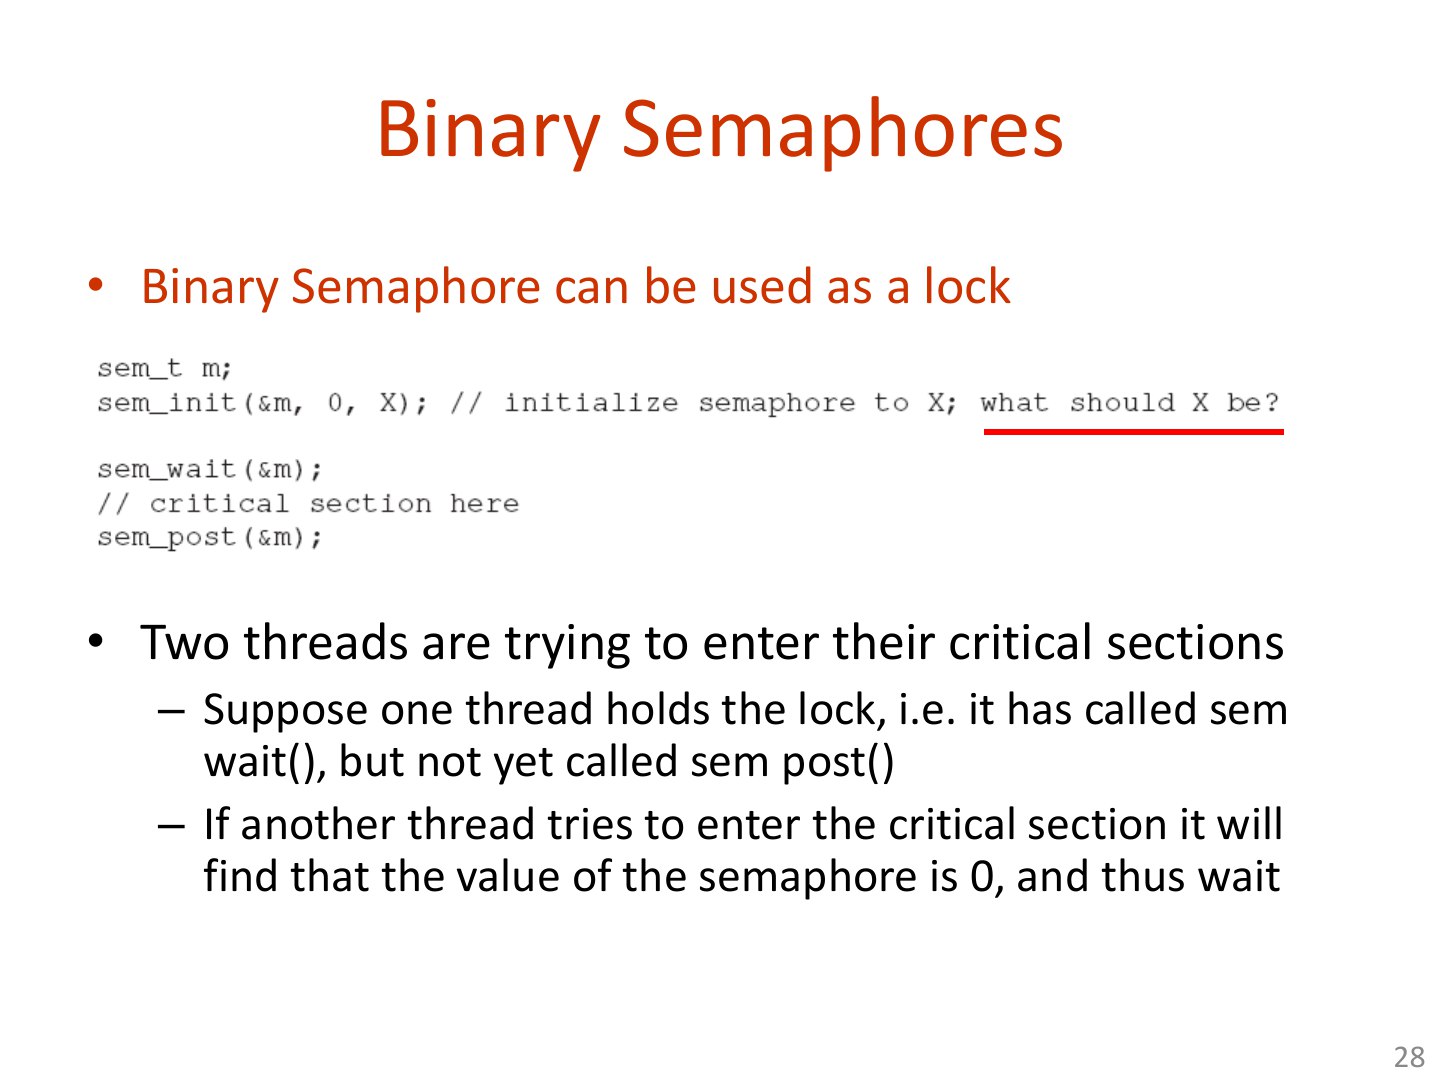 Binary Semaphores
• Binary Semaphore can be used as a lock
sem_t m;
sem_init(&m, 0, X); // initialize semaphore to X; what should X be?
sem_wait(&m);
// critical section here
sem_post(&m);
• Two threads are trying to enter their critical sections
– Suppose one thread holds the lock, i.e. it has called sem
wait(), but not yet called sem post()
– If another thread tries to enter the critical section it will
find that the value of the semaphore is 0, and thus wait
28